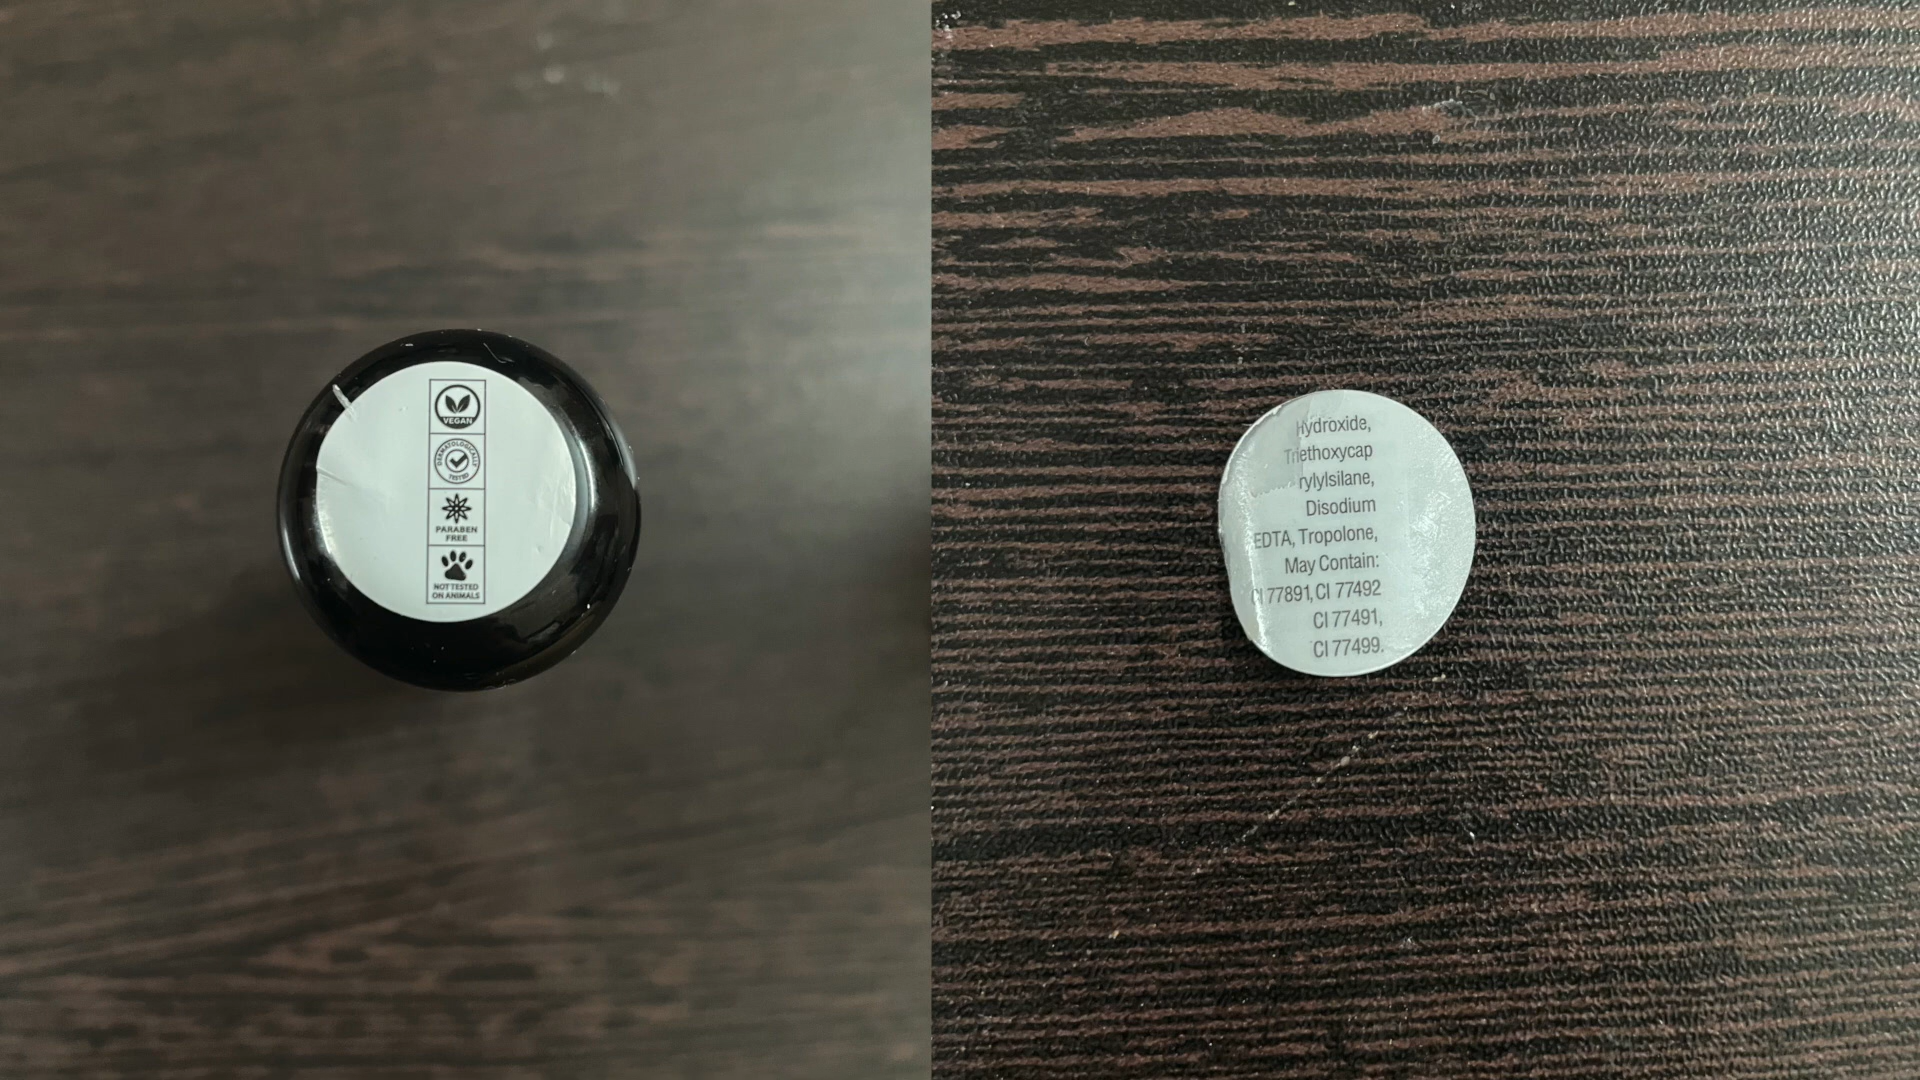 VEGAN
DERMATOLOGICALLY
TESTED
PARABEN
FREE
NOT TESTED
ON ANIMALS
Hydroxide,
Triethoxycap
rylylsilane,
Disodium
EDTA, Tropolone,
May Contain:
CI 77891, CI 77492
CI 77491,
CI 77499.